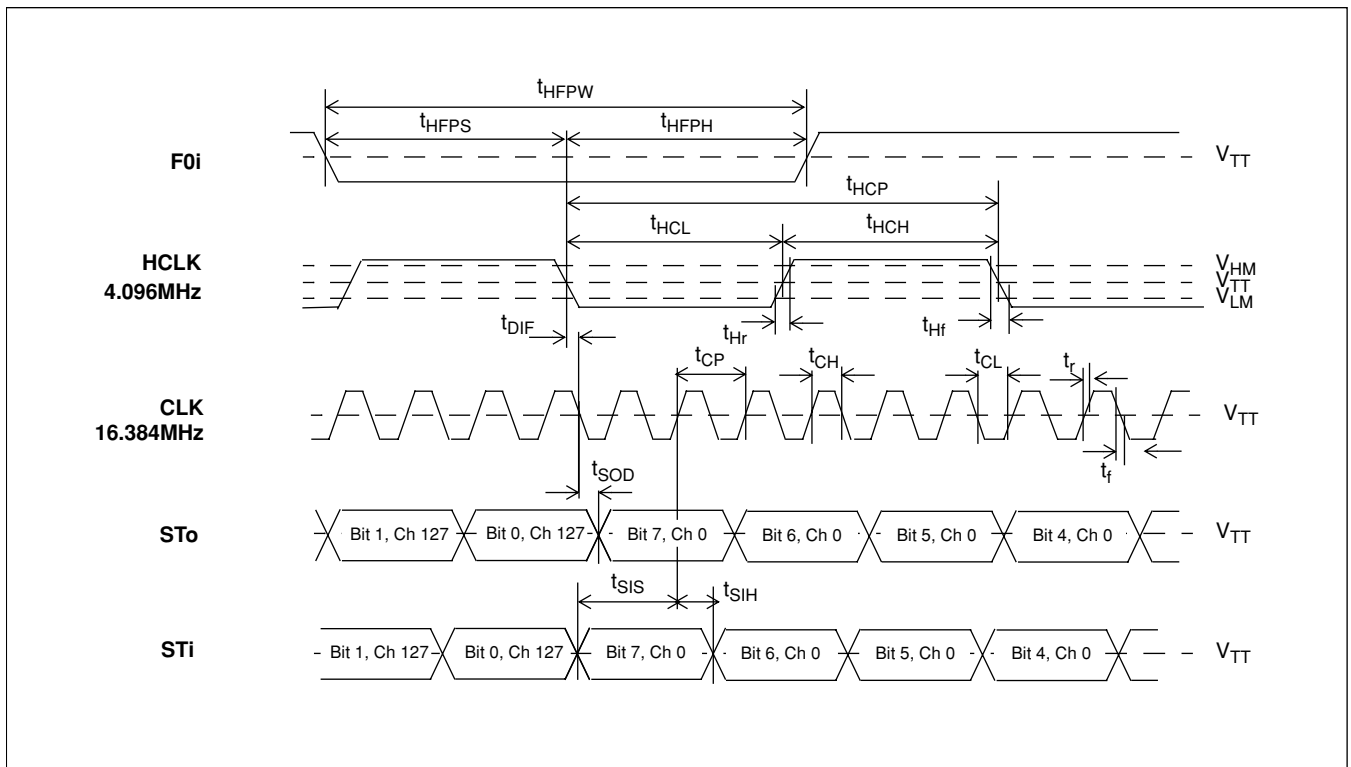 tHFPW
tHFPS
tHFPH
F0i
VTT
tHCP
tHCL
tHCH
HCLK
4.096MHz
VHM
VTT
VLM
tDIF
tHr
tHf
tCP
tCH
tCL
tr
CLK
16.384MHz
VTT
tf
tSOD
STo
Bit 1, Ch 127
Bit 0, Ch 127
Bit 7, Ch 0
Bit 6, Ch 0
Bit 5, Ch 0
Bit 4, Ch 0
VTT
tSIS
tSIH
STi
Bit 1, Ch 127
Bit 0, Ch 127
Bit 7, Ch 0
Bit 6, Ch 0
Bit 5, Ch 0
Bit 4, Ch 0
VTT